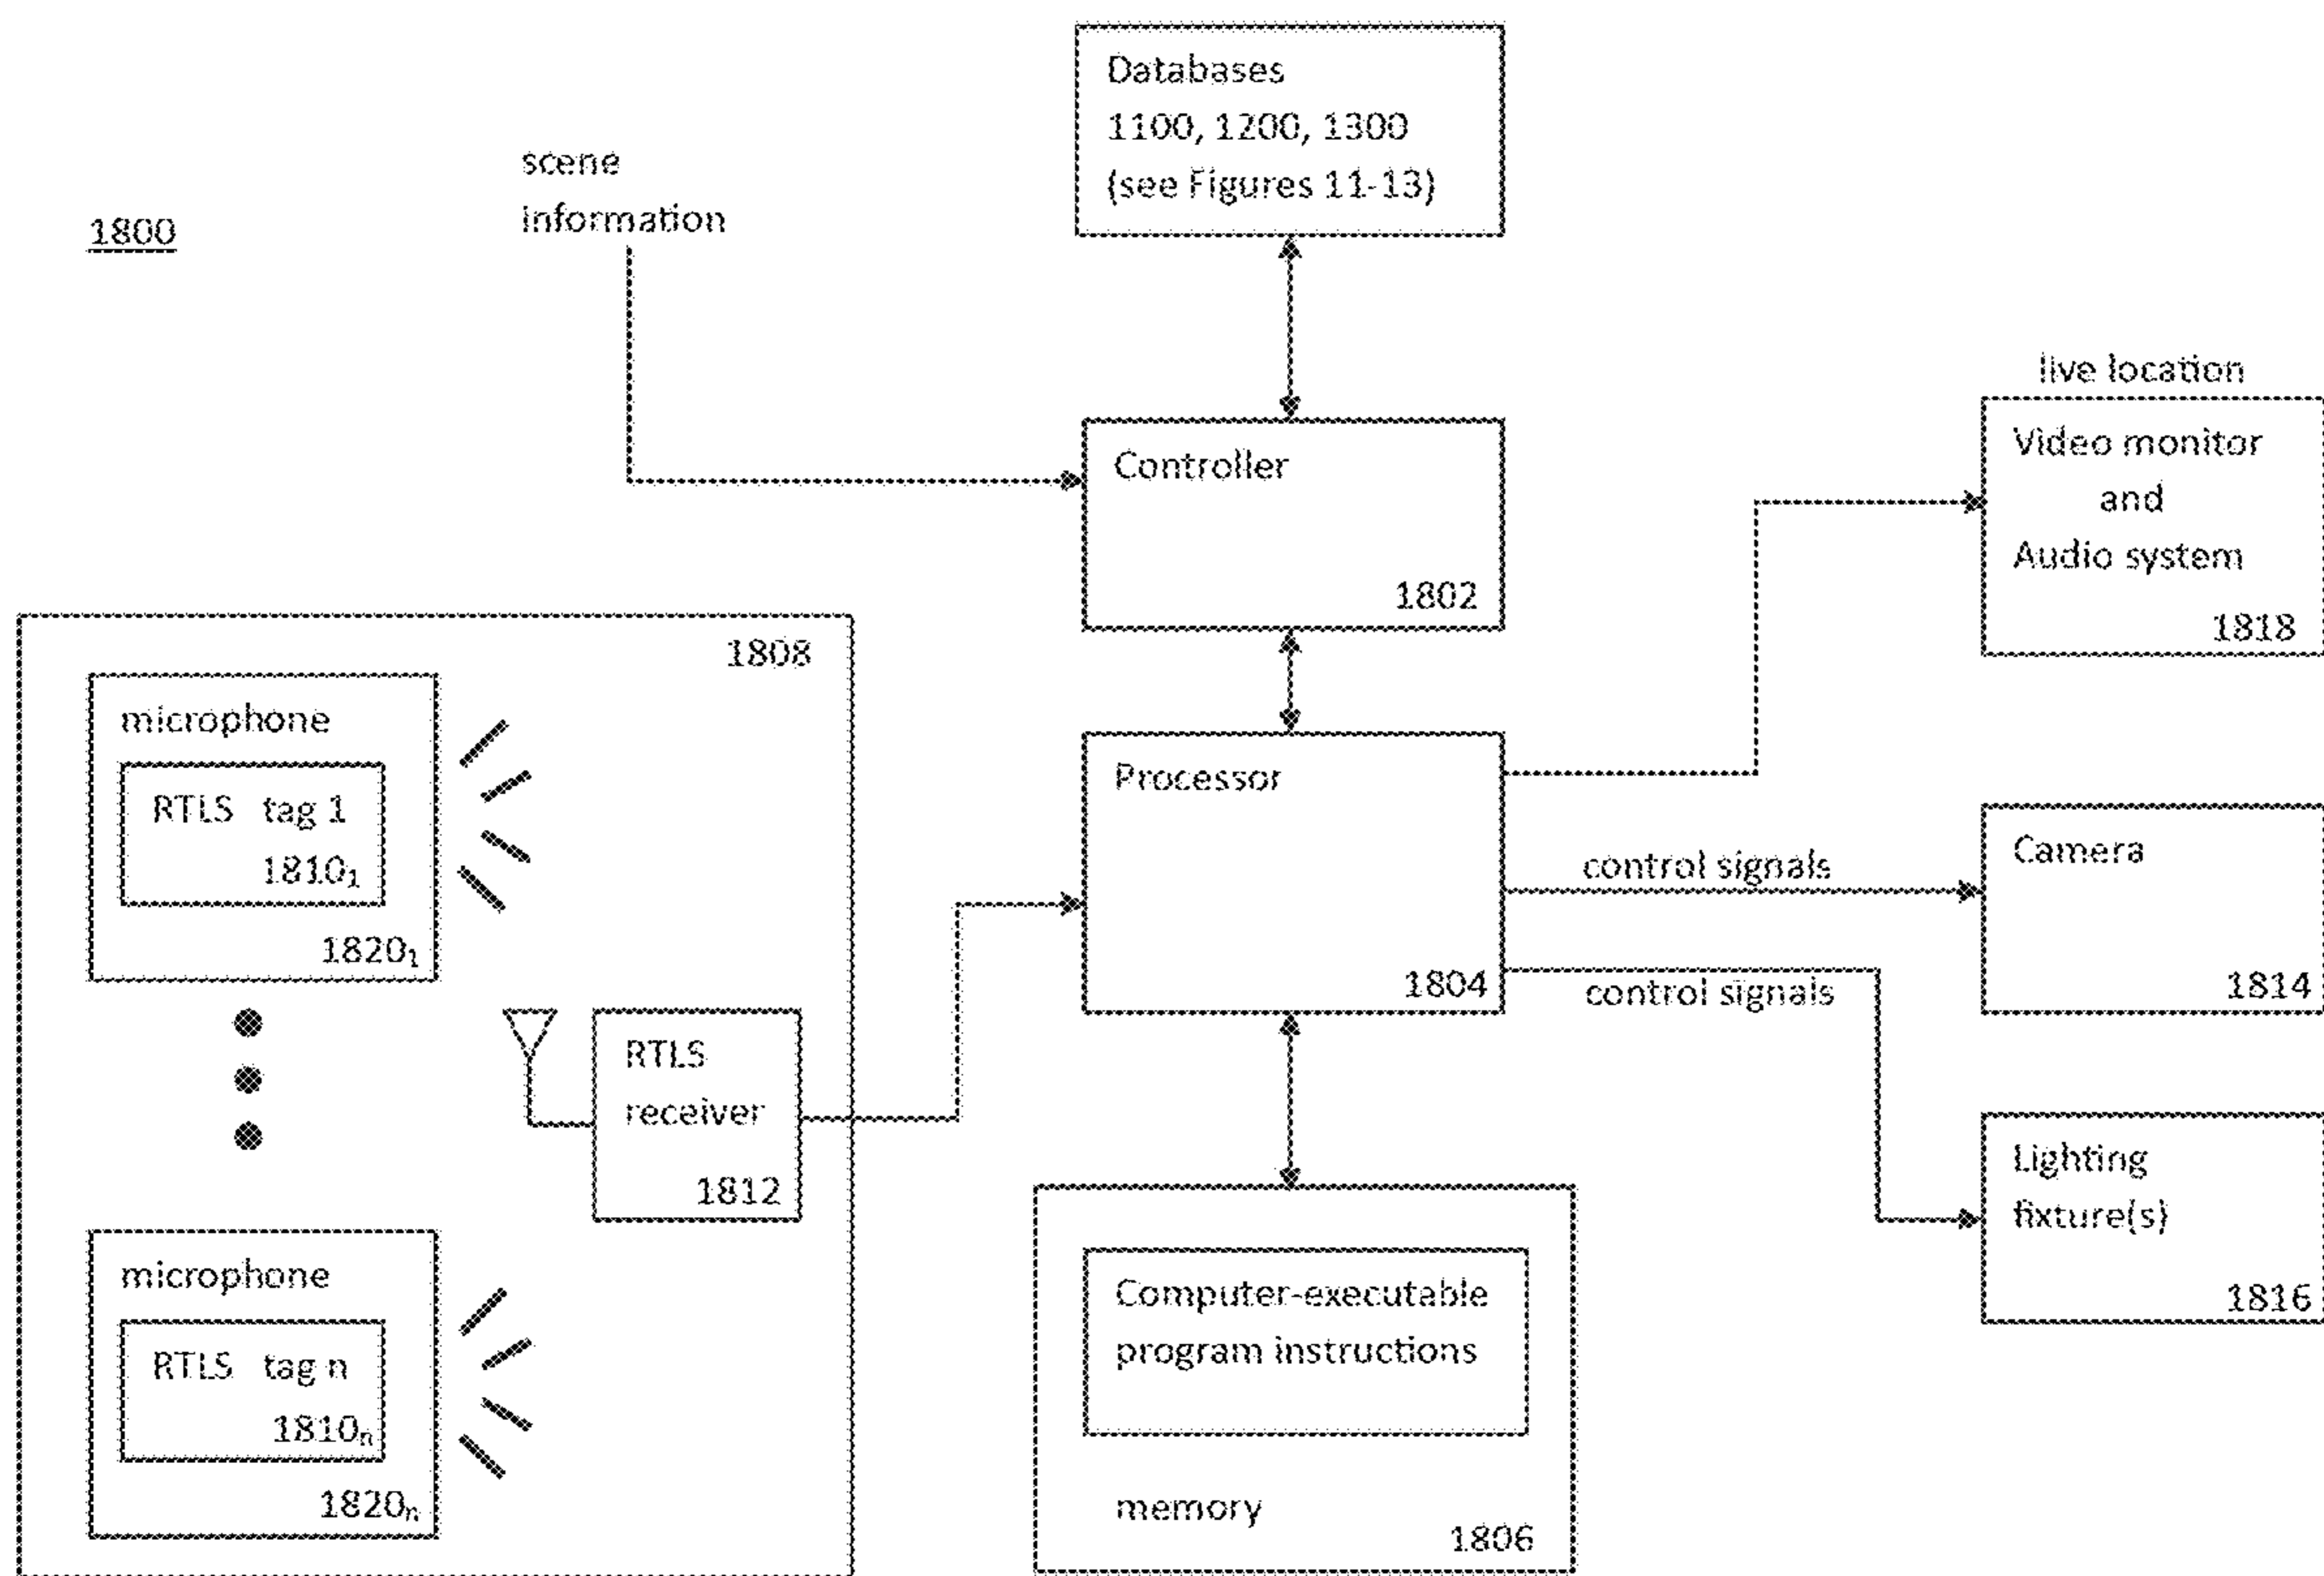 1800
scene
information
Databases
1100, 1200, 1300
(see Figures 11-13)
Controller
1802
live location
Video monitor
and
Audio system
1818
1808
microphone
RTLS tag 1
1810₁
1820₁
RTLS
receiver
1812
microphone
RTLS tag n
1810ₙ
1820ₙ
Processor
1804
control signals
control signals
Camera
1814
Lighting
fixture(s)
1816
Computer-executable
program instructions
memory
1806